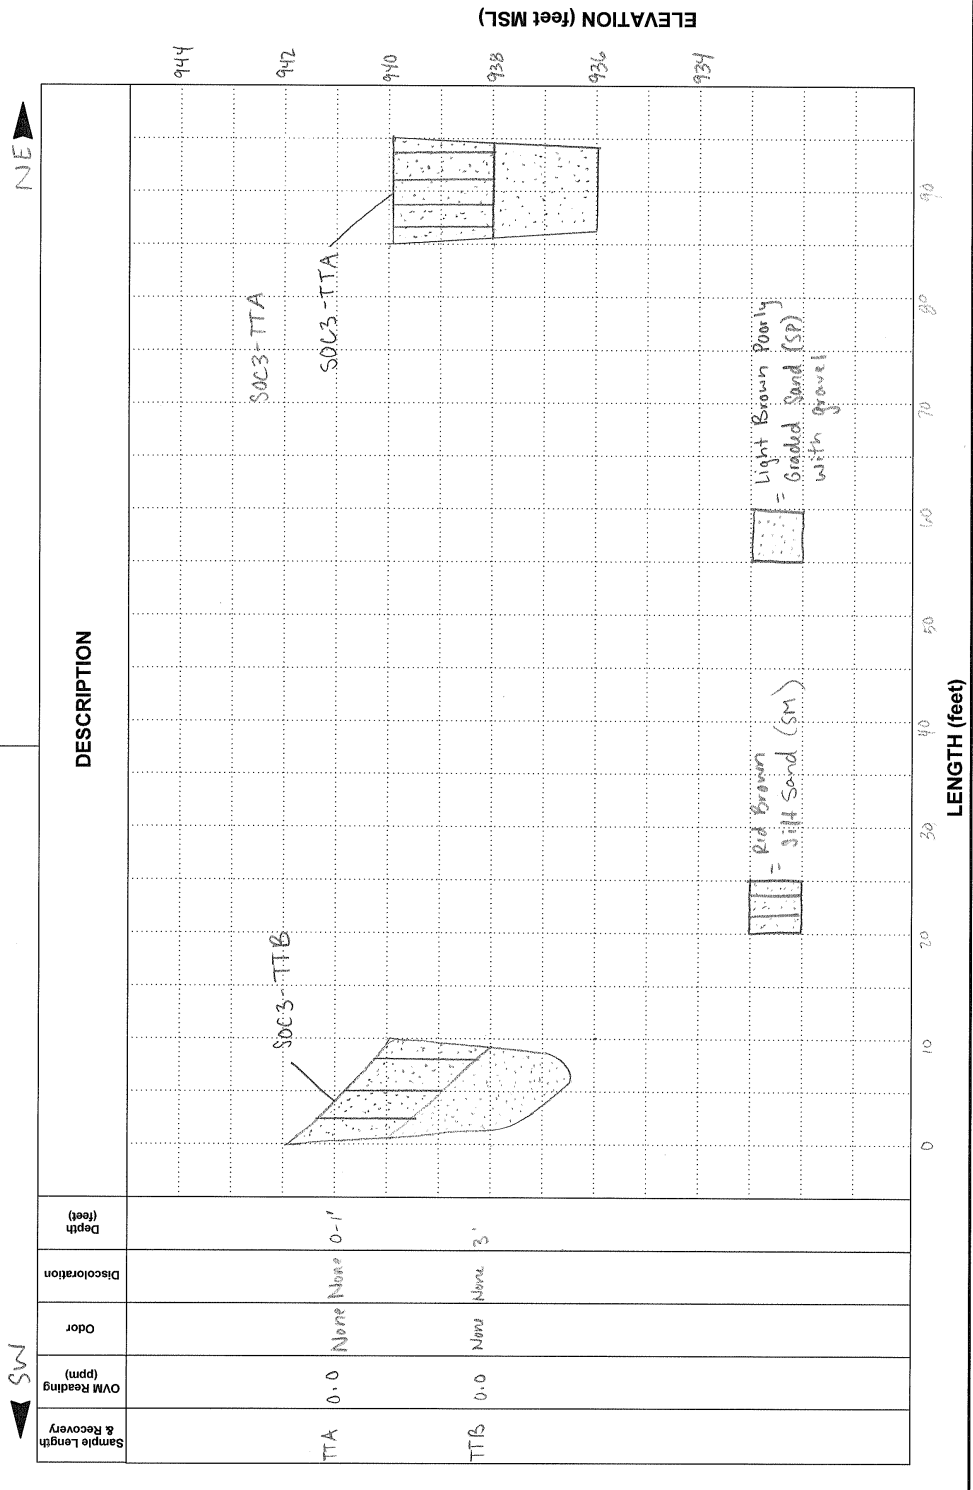 SW
NE
Sample Length
& Recovery
OVM Reading
(ppm)
Odor
Discoloration
Depth
(feet)
DESCRIPTION
ELEVATION (feet MSL)
944
942
940
938
936
934
TTA 0.0 None None 0-1'
TTB 0.0 None None 3'
SOC3-TTB
SOC3-TTA
SOC3-TTA
= Red Brown
Silt Sand (SM)
= Light Brown Poorly
Graded Sand (SP)
with gravel
0 10 20 30 40 50 60 70 80 90
LENGTH (feet)